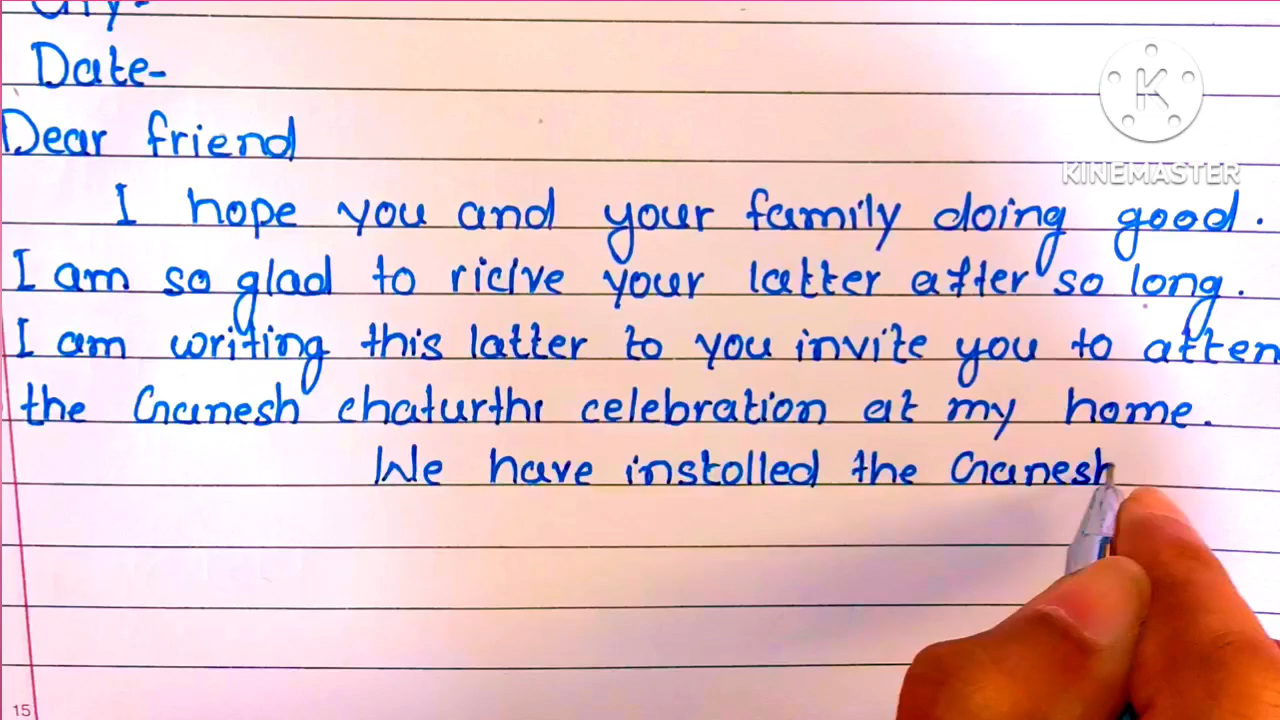 City-
Date-
Dear friend
I hope you and your family doing good.
I am so glad to ricive your latter after so long.
I am writing this latter to you invite you to atten
the Ganesh chaturthi celebration at my home.
We have instolled the Ganesh
K
KINEMASTER
15